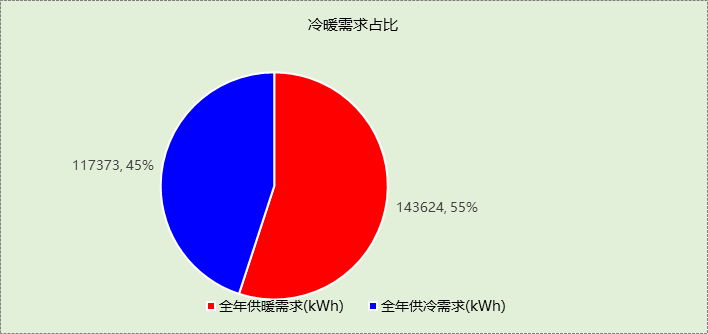 冷暖需求占比
117373, 45%
143624, 55%
全年供暖需求(kWh)
全年供冷需求(kWh)